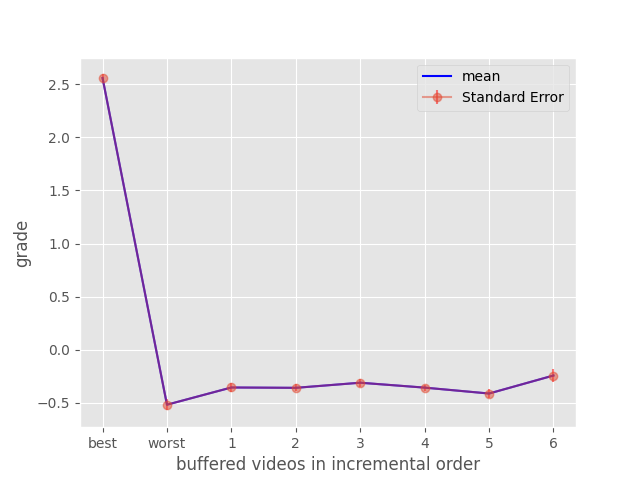 mean
Standard Error
2.5
2.0
1.5
1.0
0.5
0.0
−0.5
grade
best worst 1 2 3 4 5 6
buffered videos in incremental order